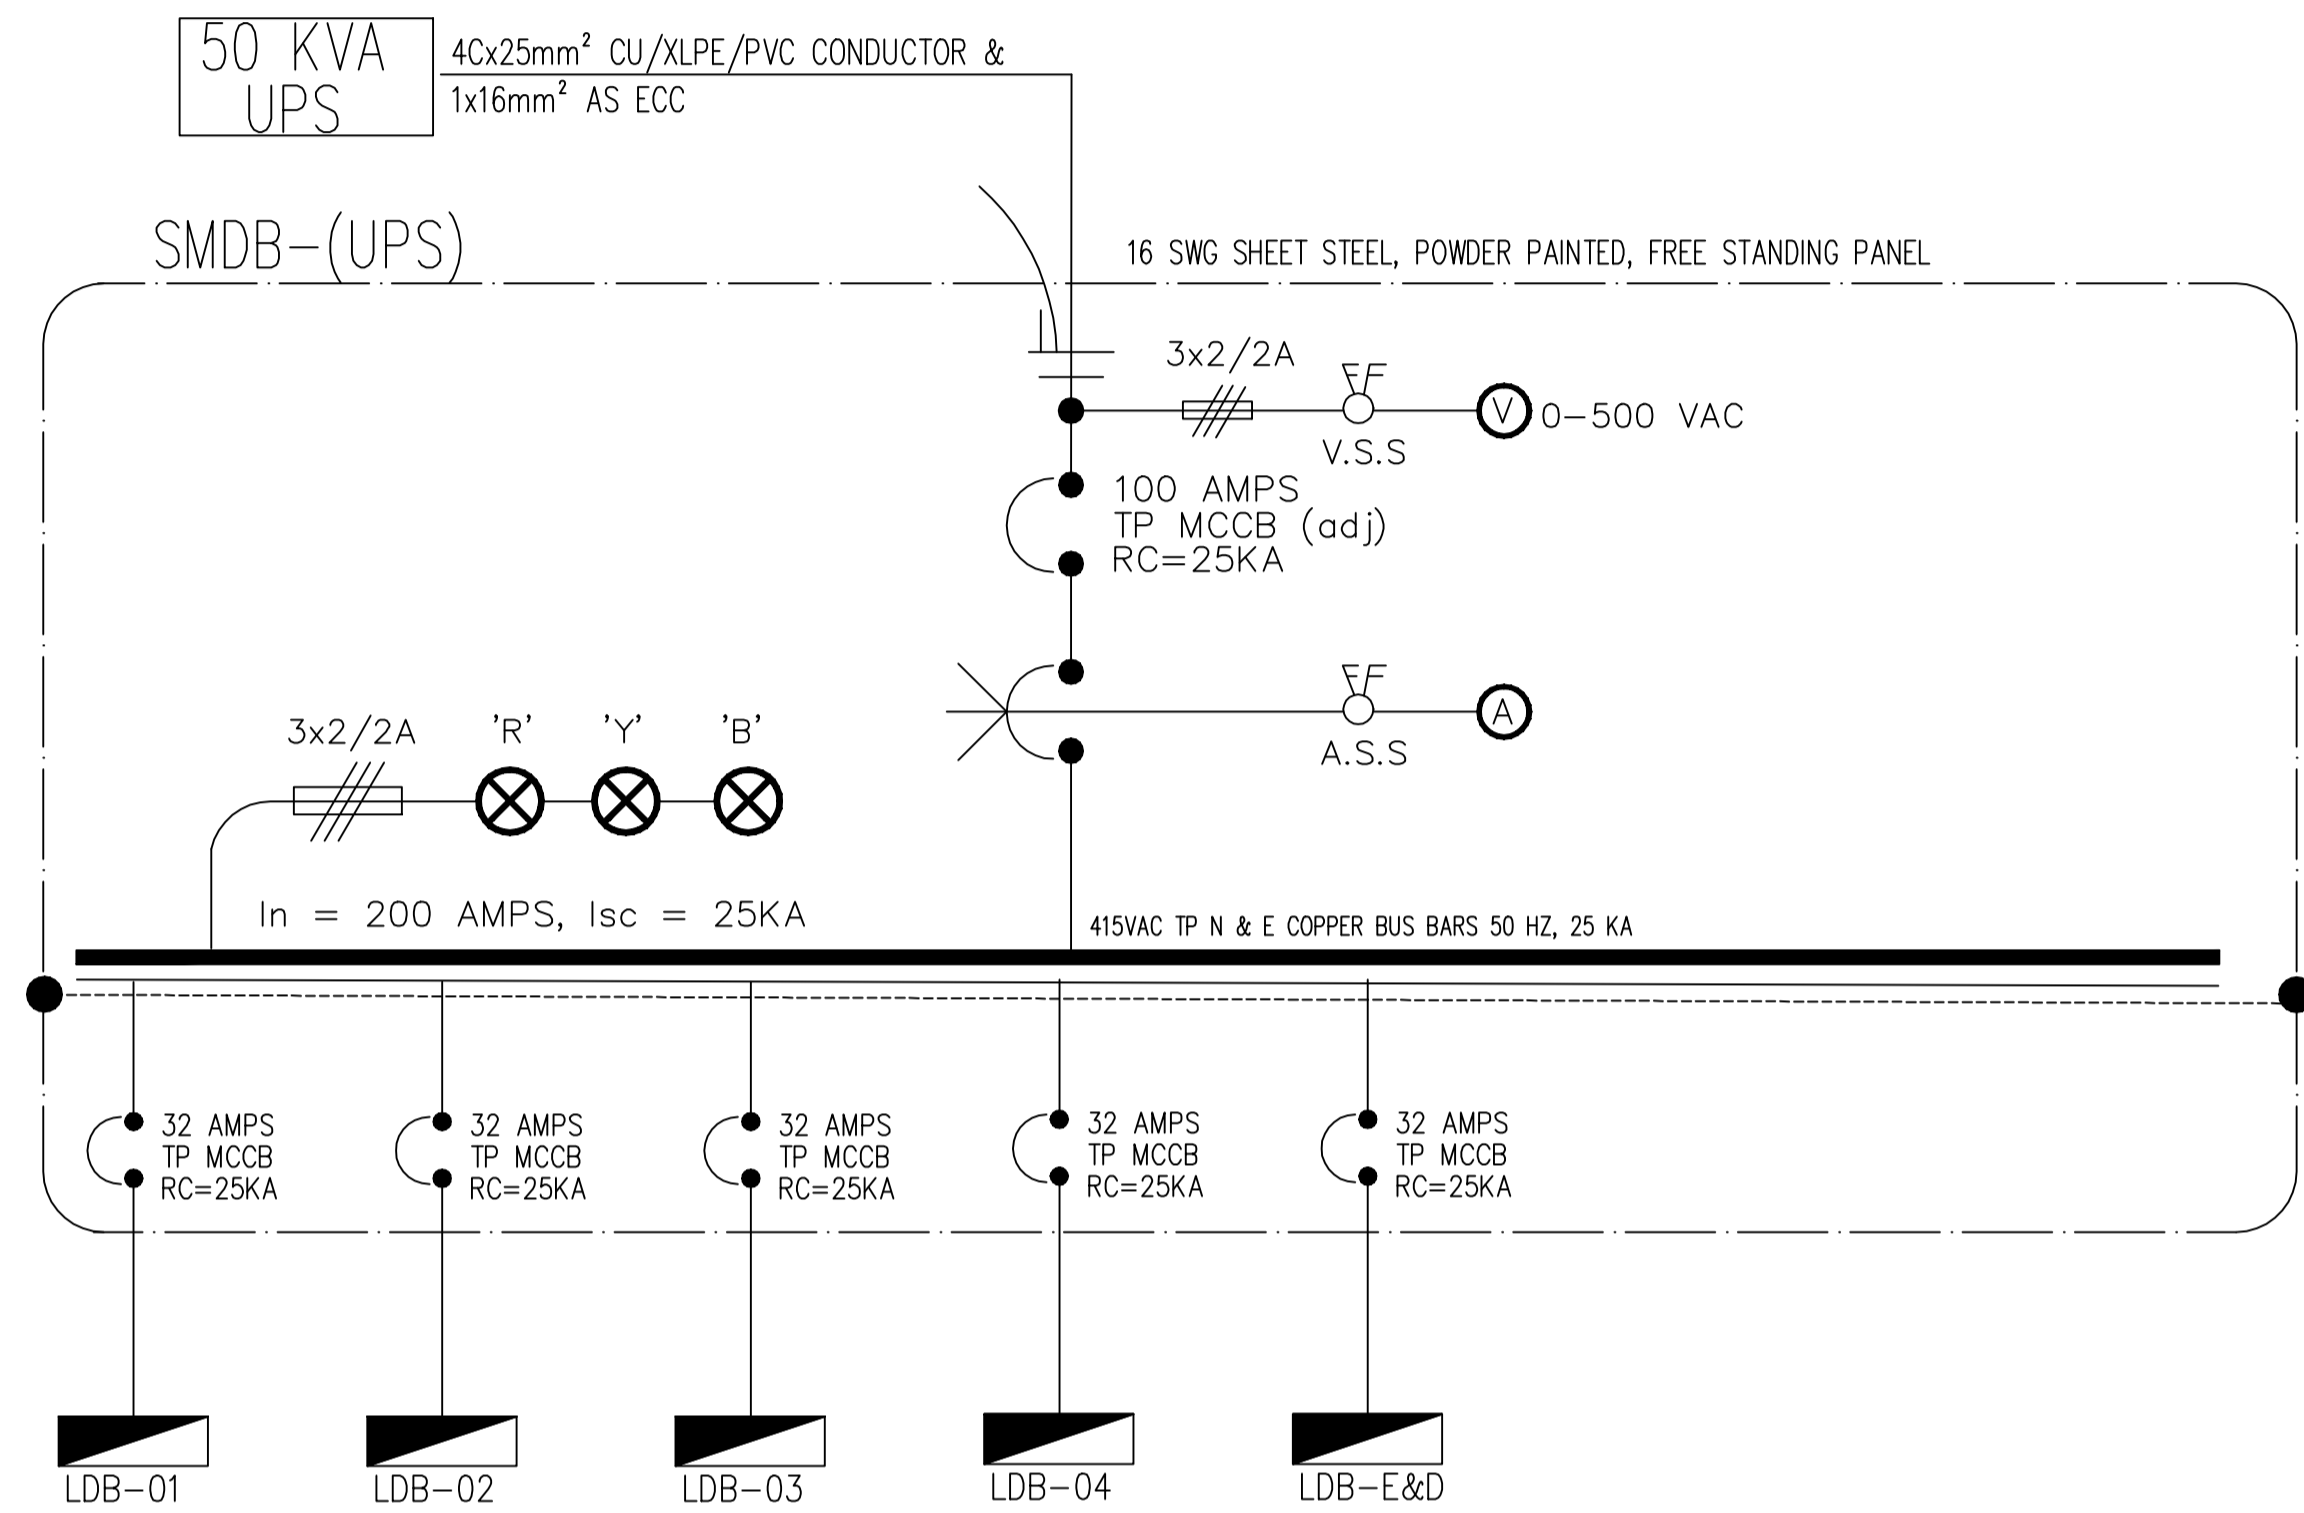 50 KVA
UPS
4Cx25mm² CU/XLPE/PVC CONDUCTOR &
1x16mm² AS ECC
SMDB-(UPS)
16 SWG SHEET STEEL, POWDER PAINTED, FREE STANDING PANEL
3x2/2A
V
0-500 VAC
V.S.S
100 AMPS
TP MCCB (adj)
RC=25KA
A
A.S.S
3x2/2A
'R'
'Y'
'B'
In = 200 AMPS, Isc = 25KA
415VAC TP N & E COPPER BUS BARS 50 HZ, 25 KA
32 AMPS
TP MCCB
RC=25KA
32 AMPS
TP MCCB
RC=25KA
32 AMPS
TP MCCB
RC=25KA
32 AMPS
TP MCCB
RC=25KA
32 AMPS
TP MCCB
RC=25KA
LDB-01
LDB-02
LDB-03
LDB-04
LDB-E&D